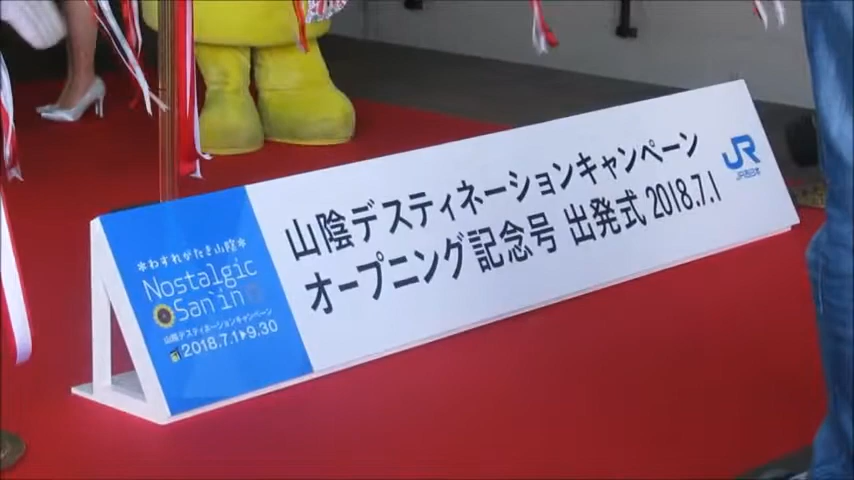 *わすれがたき山陰*
Nostalgic
San'in
山陰デスティネーションキャンペーン
2018.7.1▶9.30
山陰デスティネーションキャンペーン
オープニング記念号 出発式 2018.7.1
JR
JR西日本